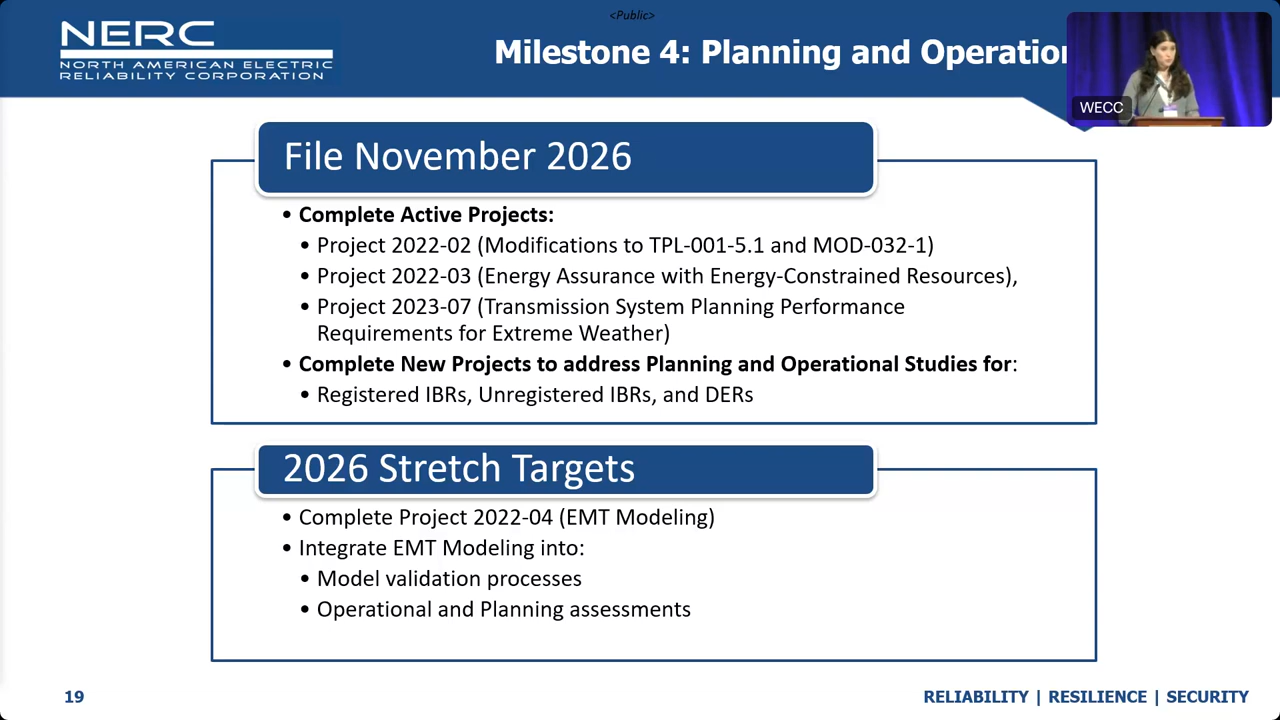 <Public>
NERC
NORTH AMERICAN ELECTRIC
RELIABILITY CORPORATION
Milestone 4: Planning and Operation
WECC
File November 2026
• Complete Active Projects:
• Project 2022-02 (Modifications to TPL-001-5.1 and MOD-032-1)
• Project 2022-03 (Energy Assurance with Energy-Constrained Resources),
• Project 2023-07 (Transmission System Planning Performance
Requirements for Extreme Weather)
• Complete New Projects to address Planning and Operational Studies for:
• Registered IBRs, Unregistered IBRs, and DERs
2026 Stretch Targets
• Complete Project 2022-04 (EMT Modeling)
• Integrate EMT Modeling into:
• Model validation processes
• Operational and Planning assessments
19
RELIABILITY | RESILIENCE | SECURITY